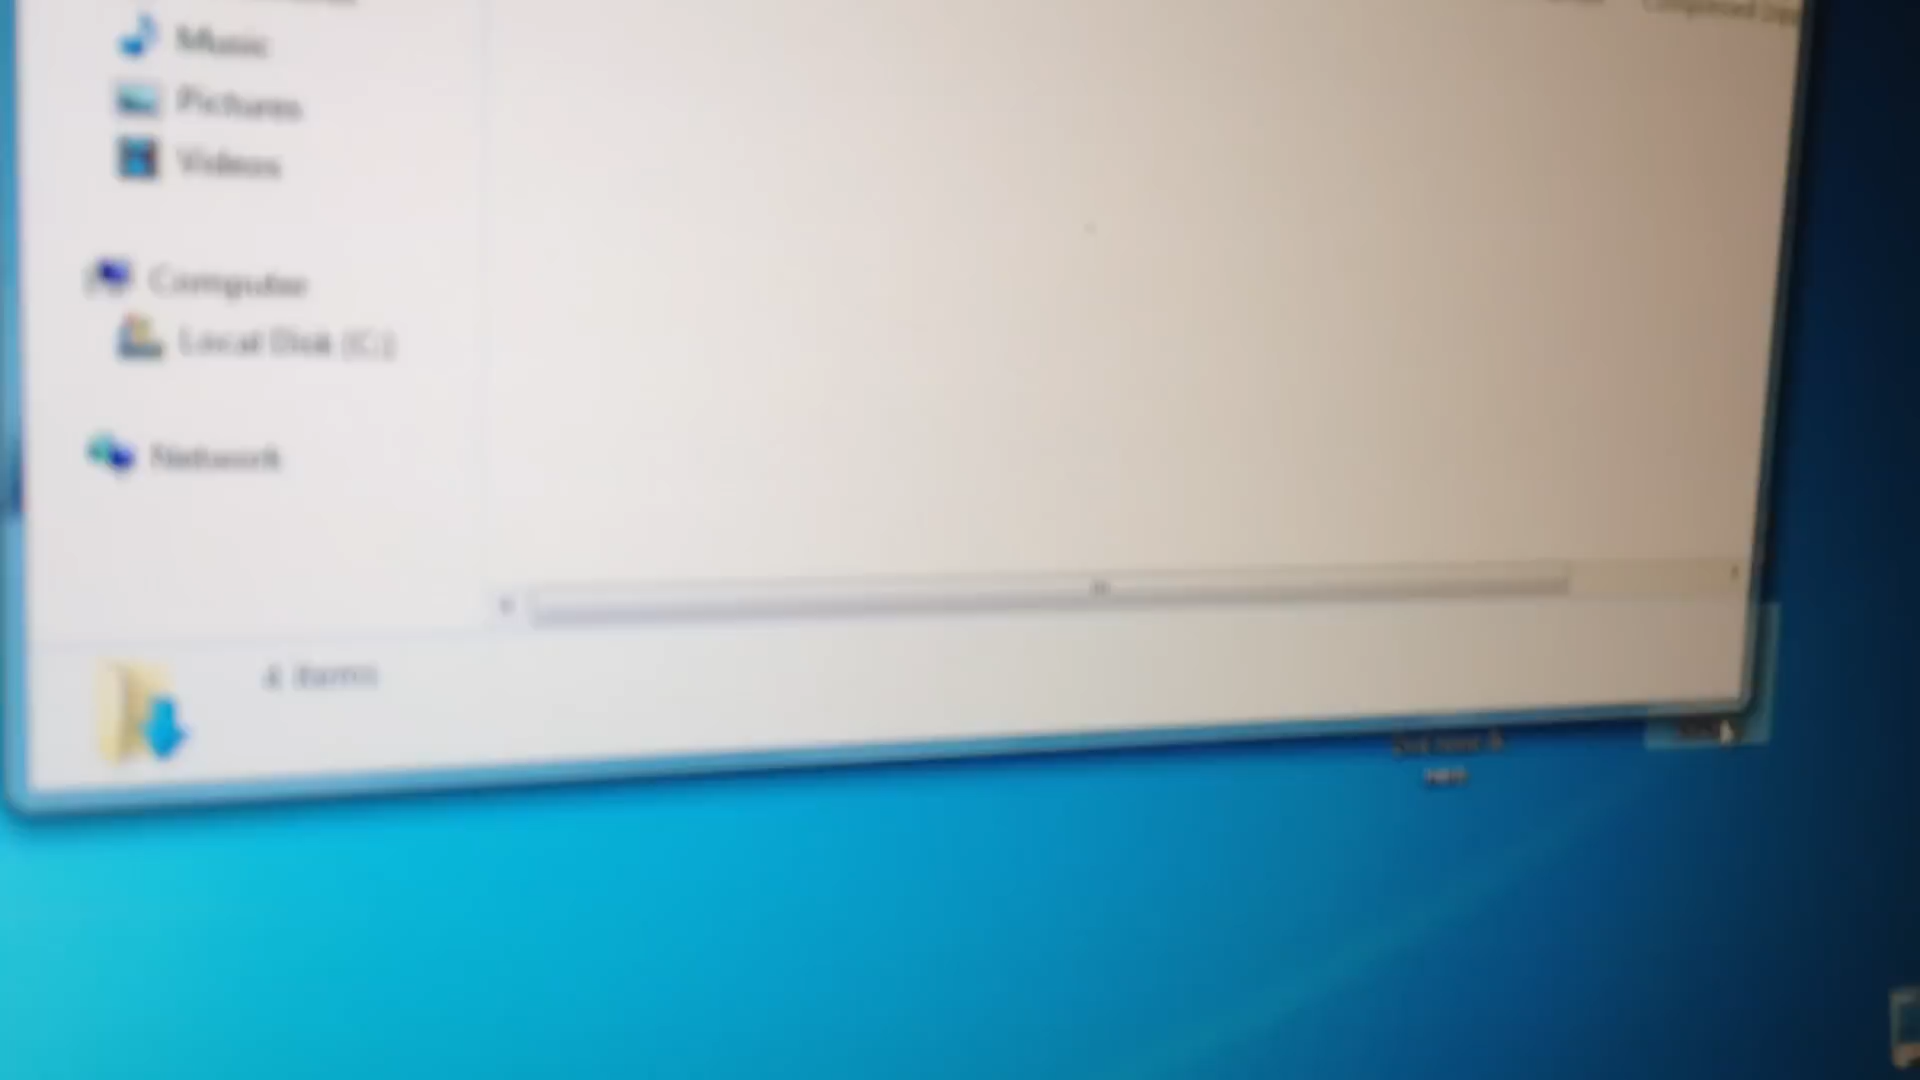 Music
Pictures
Videos
Computer
Local Disk (C:)
Network
4 items